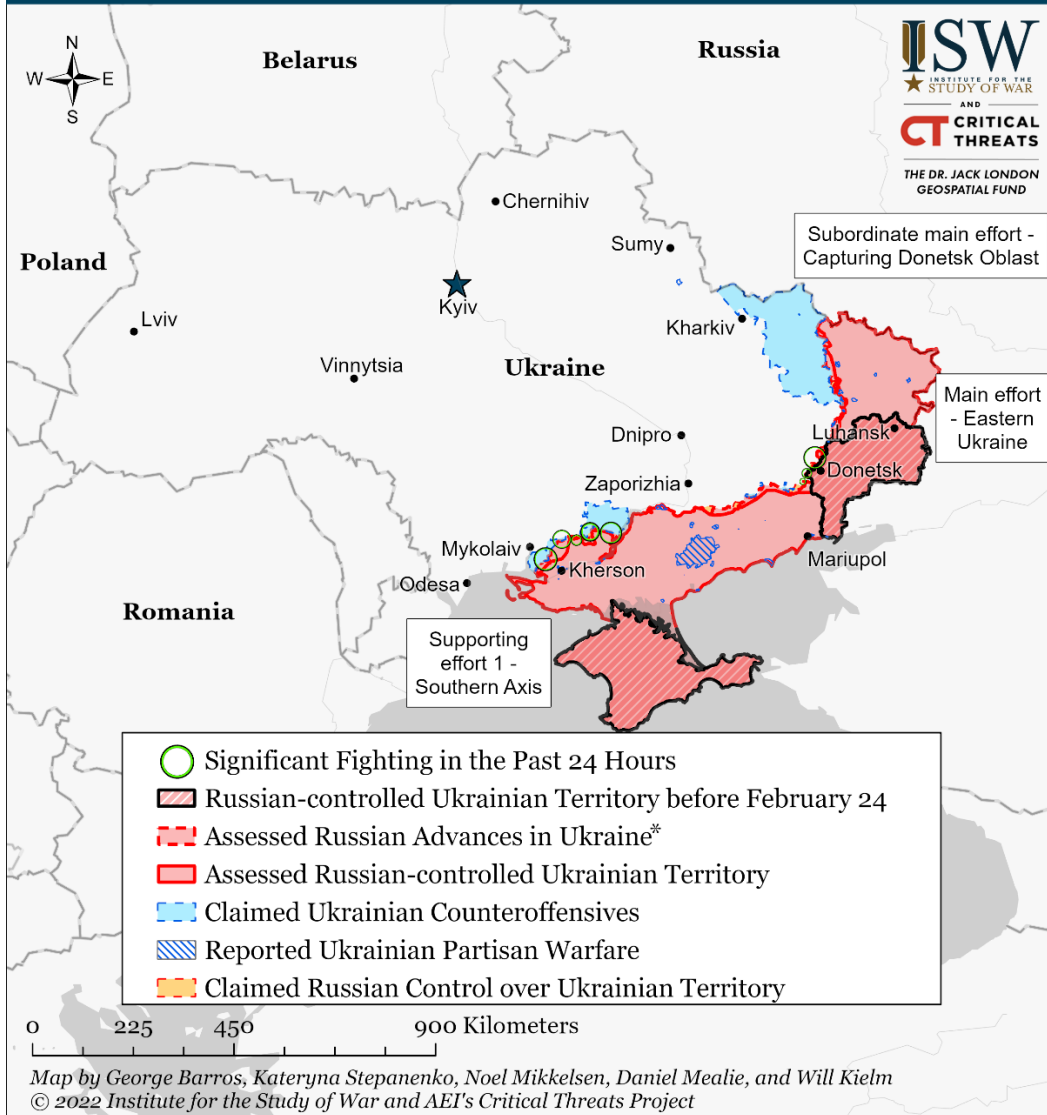 N
W
E
S
Belarus
Russia
ISW
INSTITUTE FOR THE
STUDY OF WAR
AND
CT CRITICAL
THREATS
THE DR. JACK LONDON
GEOSPATIAL FUND
Chernihiv
Sumy
Subordinate main effort -
Capturing Donetsk Oblast
Poland
Kyiv
Lviv
Kharkiv
Vinnytsia
Ukraine
Main effort
- Eastern
Ukraine
Dnipro
Luhansk
Donetsk
Zaporizhia
Mykolaiv
Mariupol
Kherson
Odesa
Romania
Supporting
effort 1 -
Southern Axis
Significant Fighting in the Past 24 Hours
Russian-controlled Ukrainian Territory before February 24
Assessed Russian Advances in Ukraine*
Assessed Russian-controlled Ukrainian Territory
Claimed Ukrainian Counteroffensives
Reported Ukrainian Partisan Warfare
Claimed Russian Control over Ukrainian Territory
0 225 450 900 Kilometers
Map by George Barros, Kateryna Stepanenko, Noel Mikkelsen, Daniel Mealie, and Will Kielm
© 2022 Institute for the Study of War and AEI's Critical Threats Project